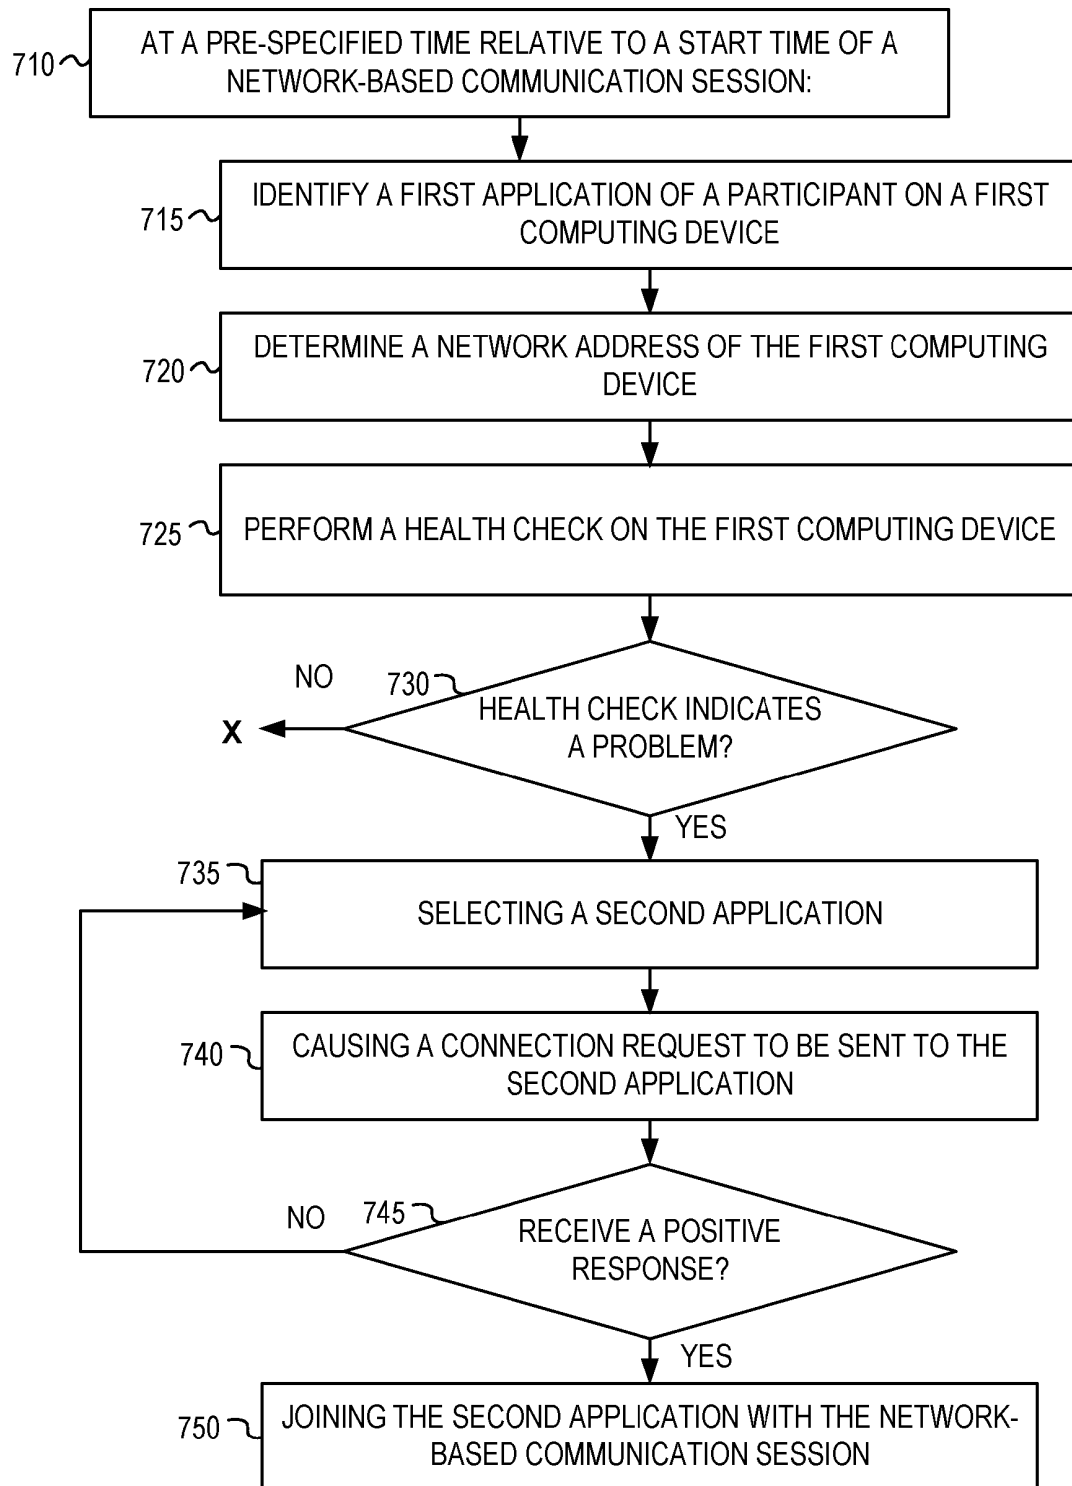 710
AT A PRE-SPECIFIED TIME RELATIVE TO A START TIME OF A
NETWORK-BASED COMMUNICATION SESSION:
715
IDENTIFY A FIRST APPLICATION OF A PARTICIPANT ON A FIRST
COMPUTING DEVICE
720
DETERMINE A NETWORK ADDRESS OF THE FIRST COMPUTING
DEVICE
725
PERFORM A HEALTH CHECK ON THE FIRST COMPUTING DEVICE
NO
730
HEALTH CHECK INDICATES
A PROBLEM?
X
YES
735
SELECTING A SECOND APPLICATION
740
CAUSING A CONNECTION REQUEST TO BE SENT TO THE
SECOND APPLICATION
NO
745
RECEIVE A POSITIVE
RESPONSE?
YES
750
JOINING THE SECOND APPLICATION WITH THE NETWORK-
BASED COMMUNICATION SESSION